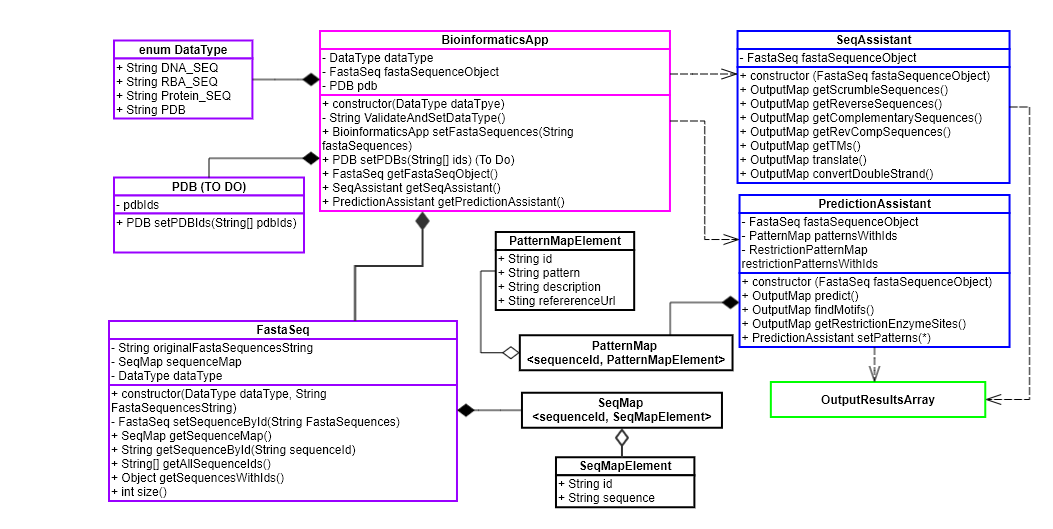 enum DataType
+ String DNA_SEQ
+ String RBA_SEQ
+ String Protein_SEQ
+ String PDB
PDB (TO DO)
- pdbIds
+ PDB setPDBIds(String[] pdbIds)
BioinformaticsApp
- DataType dataType
- FastaSeq fastaSequenceObject
- PDB pdb
+ constructor(DataType dataTpye)
- String ValidateAndSetDataType()
+ BioinformaticsApp setFastaSequences(String
fastaSequences)
+ PDB setPDBs(String[] ids) (To Do)
+ FastaSeq getFastaSeqObject()
+ SeqAssistant getSeqAssistant()
+ PredictionAssistant getPredictionAssistant()
SeqAssistant
- FastaSeq fastaSequenceObject
+ constructor (FastaSeq fastaSequenceObject)
+ OutputMap getScrumbleSequences()
+ OutputMap getReverseSequences()
+ OutputMap getComplementarySequences()
+ OutputMap getRevCompSequences()
+ OutputMap getTMs()
+ OutputMap translate()
+ OutputMap convertDoubleStrand()
PredictionAssistant
- FastaSeq fastaSequenceObject
- PatternMap patternsWithIds
- RestrictionPatternMap
restrictionPatternsWithIds
+ constructor (FastaSeq fastaSequenceObject)
+ OutputMap predict()
+ OutputMap findMotifs()
+ OutputMap getRestrictionEnzymeSites()
+ PredictionAssistant setPatterns(*)
PatternMapElement
+ String id
+ String pattern
+ String description
+ Sting refererenceUrl
PatternMap
<sequenceId, PatternMapElement>
FastaSeq
- String originalFastaSequencesString
- SeqMap sequenceMap
- DataType dataType
+ constructor(DataType dataType, String
FastaSequencesString)
- FastaSeq setSequenceById(String FastaSequences)
+ SeqMap getSequenceMap()
+ String getSequenceById(String sequenceId)
+ String[] getAllSequenceIds()
+ Object getSequencesWithIds()
+ int size()
SeqMap
<sequenceId, SeqMapElement>
SeqMapElement
+ String id
+ String sequence
OutputResultsArray